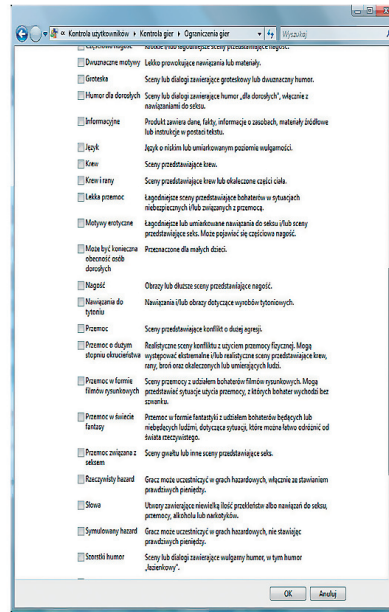 « Kontrola użytkowników ▸ Kontrola gier ▸ Ograniczenia gier
Wyszukaj
Dwuznaczne motywy Lekko prowokujące nawiązania lub materiały.
Groteska Sceny lub dialogi zawierające groteskowy lub dwuznaczny humor.
Humor dla dorosłych Sceny lub dialogi zawierające humor „dla dorosłych", włącznie z
nawiązaniami do seksu.
Informacyjne Produkt zawiera dane, fakty, informacje o zasobach, materiały źródłowe
lub instrukcje w postaci tekstu.
Język Język o niskim lub umiarkowanym poziomie wulgarności.
Krew Sceny przedstawiające krew.
Krew i rany Sceny przedstawiające krew lub okaleczone części ciała.
Lekka przemoc Łagodniejsze sceny przedstawiające bohaterów w sytuacjach
niebezpiecznych i/lub związanych z przemocą.
Motywy erotyczne Łagodne lub umiarkowane nawiązania do seksu i/lub sceny
przedstawiające seks. Może pojawiać się częściowa nagość.
Może być konieczna Przeznaczone dla małych dzieci.
obecność osób
dorosłych
Nagość Obrazy lub dłuższe sceny przedstawiające nagość.
Nawiązania do Nawiązania i/lub obrazy dotyczące wyrobów tytoniowych.
tytoniu
Przemoc Sceny przedstawiające konflikt o dużej agresji.
Przemoc o dużym Realistyczne sceny konfliktu z użyciem przemocy fizycznej. Mogą
stopniu okrucieństwa występować ekstremalne i/lub realistyczne sceny przedstawiające krew,
rany, broń oraz okaleczonych lub umierających ludzi.
Przemoc w formie Sceny przemocy z udziałem bohaterów filmów rysunkowych. Mogą
filmów rysunkowych przedstawiać sytuacje użycia przemocy, z których bohater wychodzi bez
szwanku.
Przemoc w świecie Przemoc w formie fantastyki z udziałem bohaterów będących lub
fantasy niebędących ludźmi, dotycząca sytuacji, które można łatwo odróżnić od
świata rzeczywistego.
Przemoc związana z Sceny gwałtu lub inne sceny przedstawiające seks.
seksem
Rzeczywisty hazard Gracz może uczestniczyć w grach hazardowych, włącznie ze stawianiem
prawdziwych pieniędzy.
Słowa Utwory zawierające niewielką ilość przekleństw albo nawiązań do seksu,
przemocy, alkoholu lub narkotyków.
Symulowany hazard Gracz może uczestniczyć w grach hazardowych, nie stawiając
prawdziwych pieniędzy.
Szorstki humor Sceny lub dialogi zawierające wulgarny humor, w tym humor
„łazienkowy".
OK Anuluj